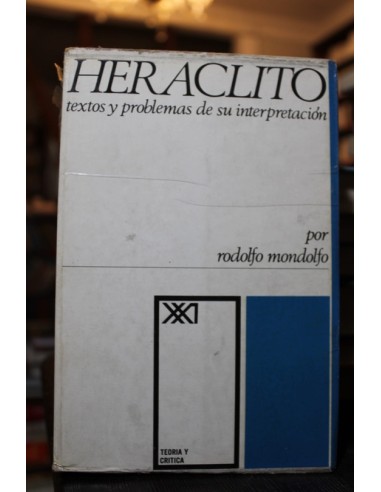 HERACLITO
textos y problemas de su interpretación
por
rodolfo mondolfo
XXI
TEORIA Y
CRITICA